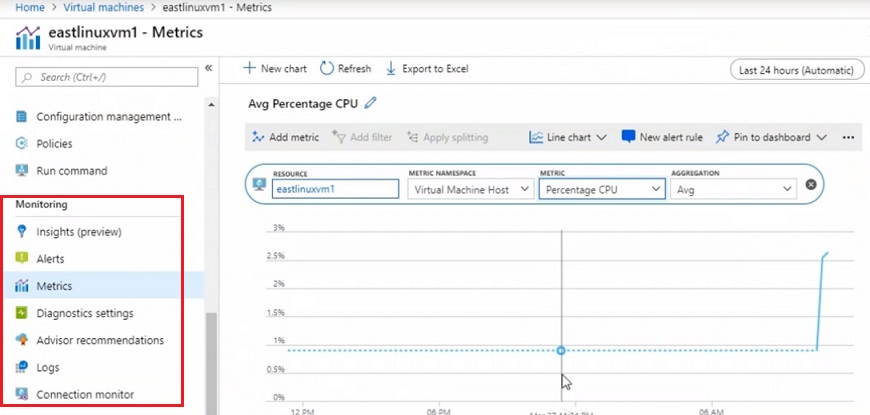 Home > Virtual machines > eastlinuxvm1 - Metrics
eastlinuxvm1 - Metrics
Virtual machine
Search (Ctrl+/)
«
Configuration management ...
Policies
Run command
Monitoring
Insights (preview)
Alerts
Metrics
Diagnostics settings
Advisor recommendations
Logs
Connection monitor
New chart Refresh Export to Excel
Last 24 hours (Automatic)
Avg Percentage CPU
Add metric Add filter Apply splitting Line chart New alert rule Pin to dashboard ...
RESOURCE METRIC NAMESPACE METRIC AGGREGATION
eastlinuxvm1 Virtual Machine Host Percentage CPU Avg
3%
2.5%
2%
1.5%
1%
0.5%
0%
12 PM 06 PM 06 AM